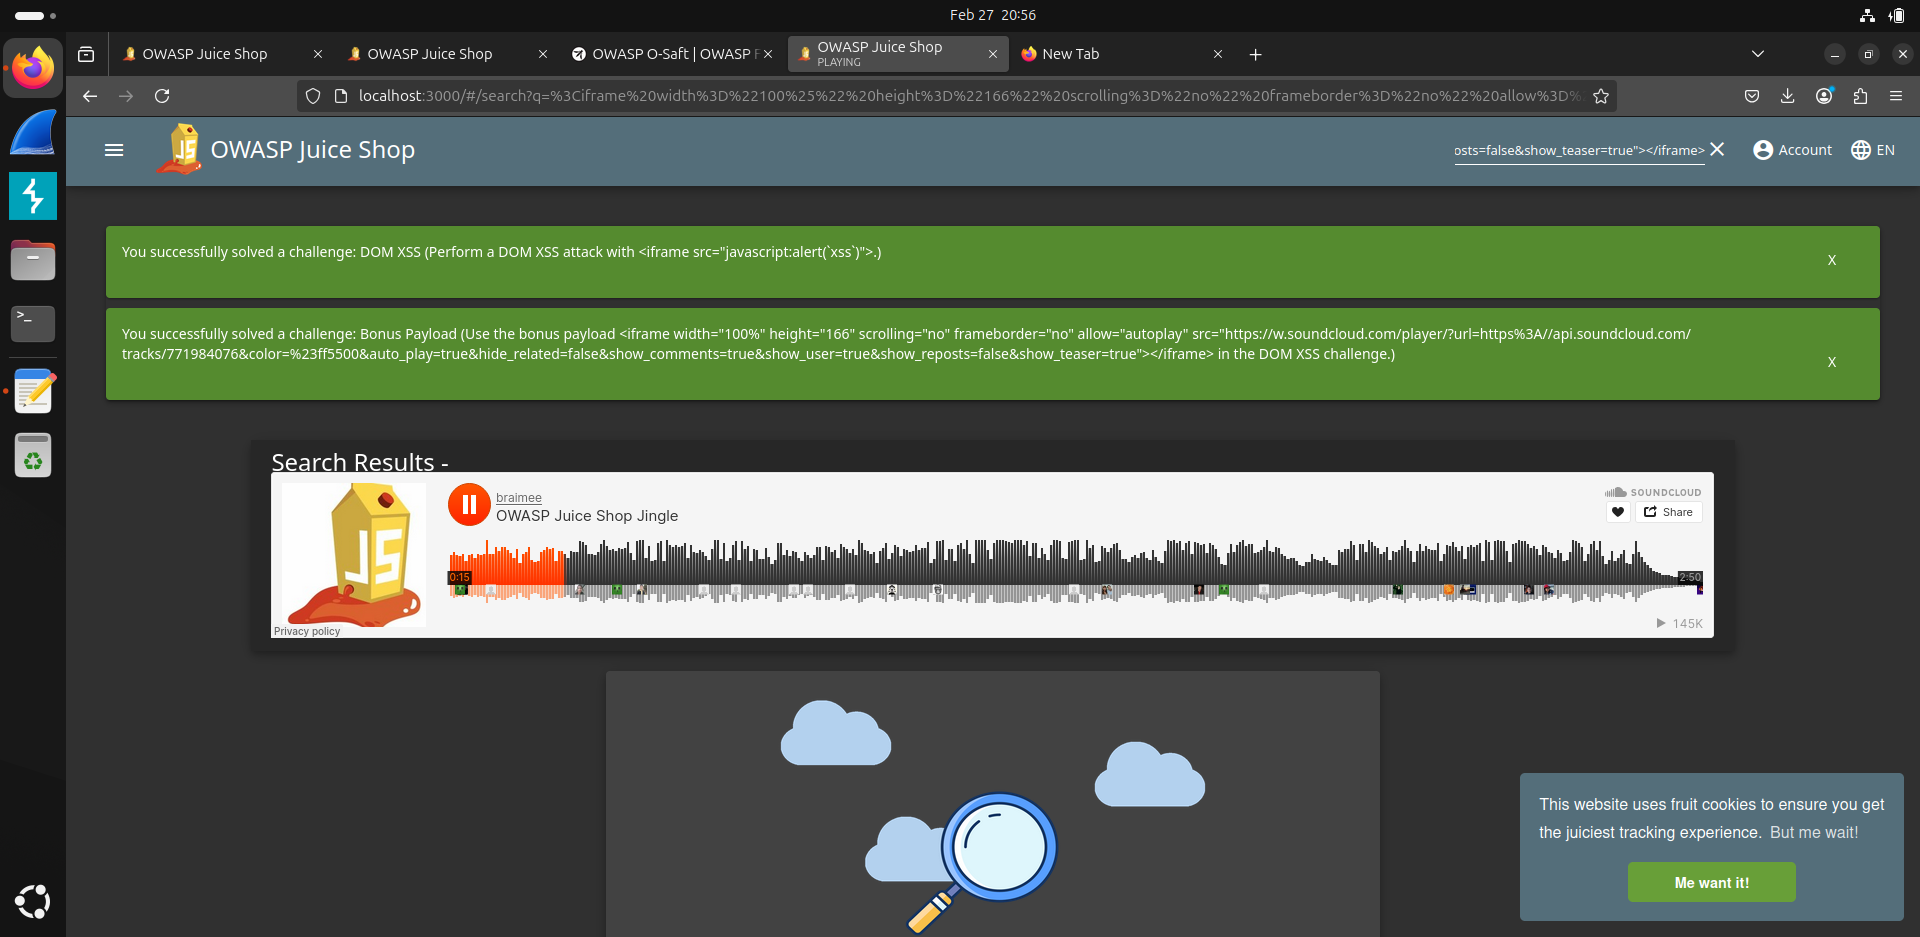 Feb 27 20:56
OWASP Juice Shop
OWASP Juice Shop
OWASP O-Saft | OWASP F
OWASP Juice Shop
PLAYING
New Tab
localhost:3000/#/search?q=%3Ciframe%20width%3D%22100%25%22%20height%3D%22166%22%20scrolling%3D%22no%22%20frameborder%3D%22no%22%20allow%3D%
JS
OWASP Juice Shop
osts=false&show_teaser=true"></iframe>
Account
EN
You successfully solved a challenge: DOM XSS (Perform a DOM XSS attack with <iframe src="javascript:alert(`xss`)">.)
X
You successfully solved a challenge: Bonus Payload (Use the bonus payload <iframe width="100%" height="166" scrolling="no" frameborder="no" allow="autoplay" src="https://w.soundcloud.com/player/?url=https%3A//api.soundcloud.com/
tracks/771984076&color=%23ff5500&auto_play=true&hide_related=false&show_comments=true&show_user=true&show_reposts=false&show_teaser=true"></iframe> in the DOM XSS challenge.)
X
Search Results -
JS
braimee
OWASP Juice Shop Jingle
SOUNDCLOUD
Share
0:15
2:50
Privacy policy
145K
This website uses fruit cookies to ensure you get
the juiciest tracking experience. But me wait!
Me want it!